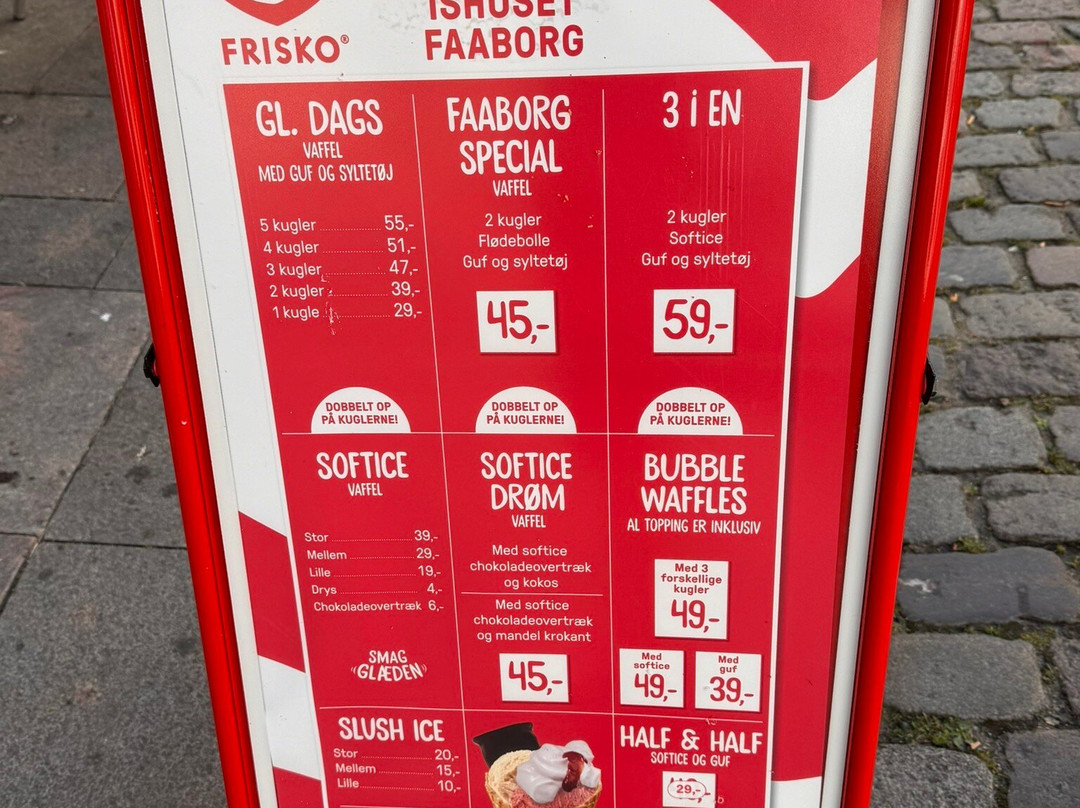 ISHUSET
FRISKO®
FAABORG
GL. DAGS
VAFFEL
MED GUF OG SYLTETØJ
5 kugler 55,-
4 kugler 51,-
3 kugler 47,-
2 kugler 39,-
1 kugle 29,-
DOBBELT OP
PÅ KUGLERNE!
FAABORG
SPECIAL
VAFFEL
2 kugler
Flødebolle
Guf og syltetøj
45,-
DOBBELT OP
PÅ KUGLERNE!
3 i EN
2 kugler
Softice
Guf og syltetøj
59,-
DOBBELT OP
PÅ KUGLERNE!
SOFTICE
VAFFEL
Stor 39,-
Mellem 29,-
Lille 19,-
Drys 4,-
Chokoladeovertræk 6,-
SMAG
GLÆDEN
SOFTICE
DRØM
VAFFEL
Med softice
chokoladeovertræk
og kokos
Med softice
chokoladeovertræk
og mandel krokant
45,-
BUBBLE
WAFFLES
AL TOPPING ER INKLUSIV
Med 3
forskellige
kugler
49,-
Med
softice
49,-
Med
guf
39,-
SLUSH ICE
Stor 20,-
Mellem 15,-
Lille 10,-
HALF & HALF
SOFTICE OG GUF
29,-